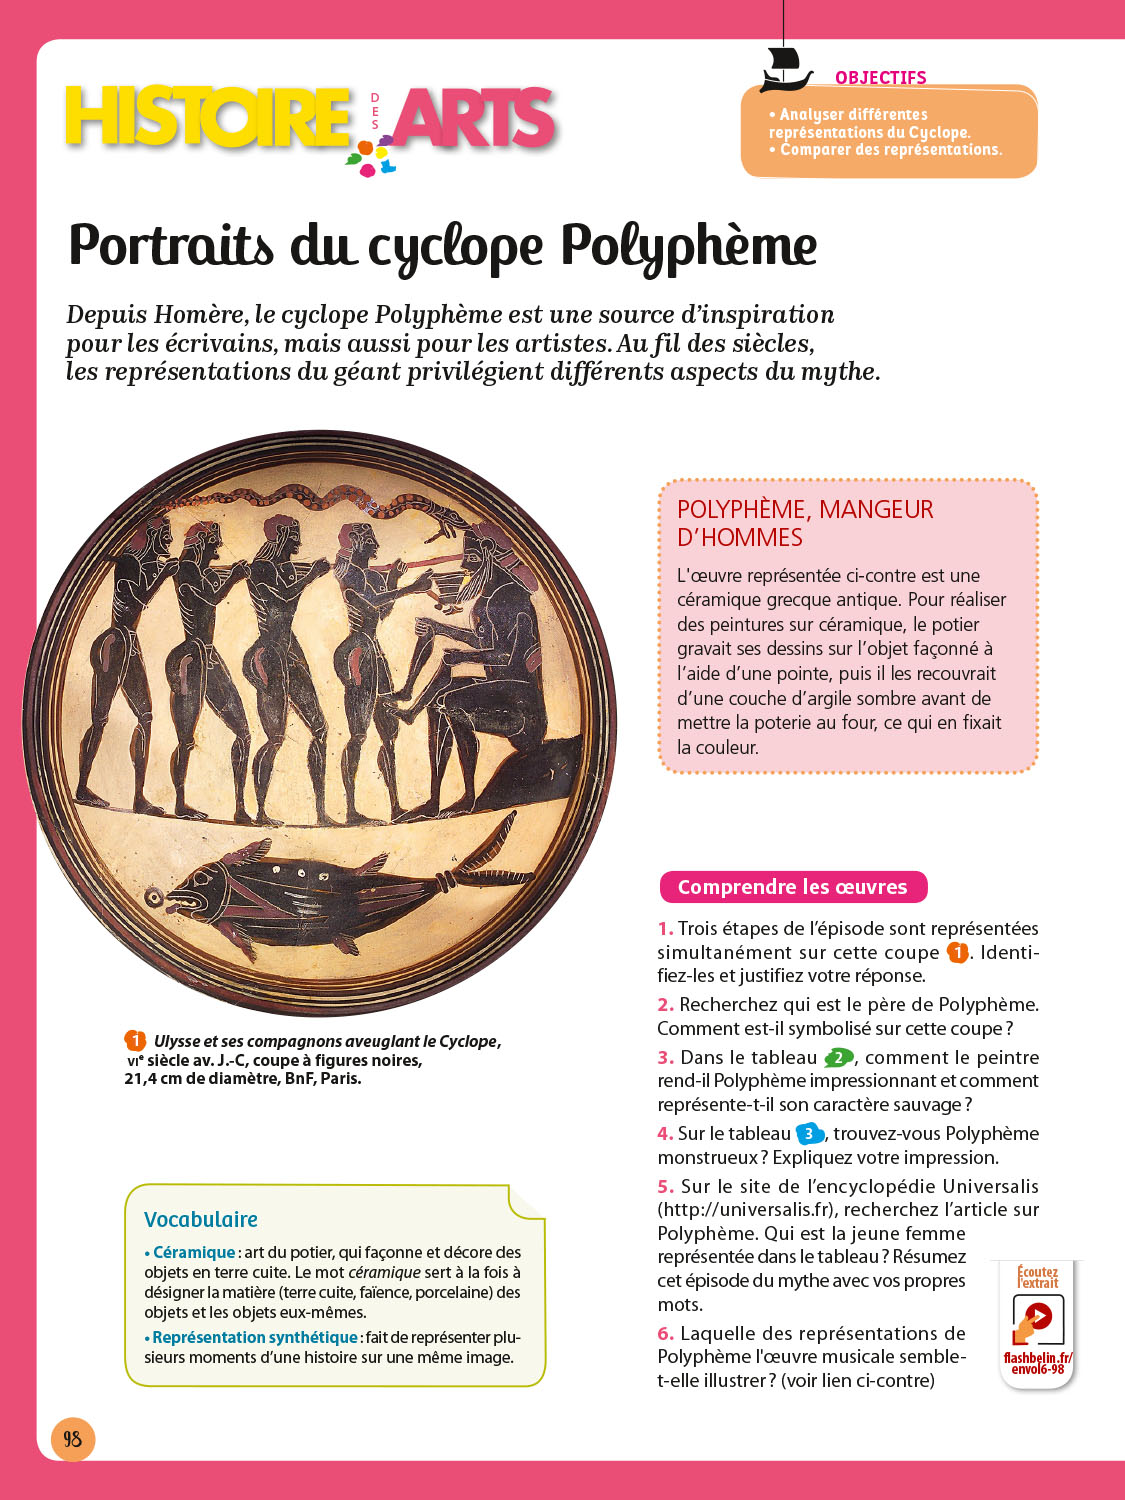 HISTOIRE DES ARTS
OBJECTIFS
• Analyser différentes
représentations du Cyclope.
• Comparer des représentations.
Portraits du cyclope Polyphème
Depuis Homère, le cyclope Polyphème est une source d’inspiration
pour les écrivains, mais aussi pour les artistes. Au fil des siècles,
les représentations du géant privilégient différents aspects du mythe.
POLYPHÈME, MANGEUR
D’HOMMES
L'œuvre représentée ci-contre est une
céramique grecque antique. Pour réaliser
des peintures sur céramique, le potier
gravait ses dessins sur l’objet façonné à
l’aide d’une pointe, puis il les recouvrait
d’une couche d’argile sombre avant de
mettre la poterie au four, ce qui en fixait
la couleur.
1 Ulysse et ses compagnons aveuglant le Cyclope,
VIe siècle av. J.-C, coupe à figures noires,
21,4 cm de diamètre, BnF, Paris.
Vocabulaire
• Céramique : art du potier, qui façonne et décore des
objets en terre cuite. Le mot céramique sert à la fois à
désigner la matière (terre cuite, faïence, porcelaine) des
objets et les objets eux-mêmes.
• Représentation synthétique : fait de représenter plu-
sieurs moments d’une histoire sur une même image.
Comprendre les œuvres
1. Trois étapes de l’épisode sont représentées
simultanément sur cette coupe 1. Identi-
fiez-les et justifiez votre réponse.
2. Recherchez qui est le père de Polyphème.
Comment est-il symbolisé sur cette coupe ?
3. Dans le tableau 2, comment le peintre
rend-il Polyphème impressionnant et comment
représente-t-il son caractère sauvage ?
4. Sur le tableau 3, trouvez-vous Polyphème
monstrueux ? Expliquez votre impression.
5. Sur le site de l’encyclopédie Universalis
(http://universalis.fr), recherchez l’article sur
Polyphème. Qui est la jeune femme
représentée dans le tableau ? Résumez
cet épisode du mythe avec vos propres
mots.
6. Laquelle des représentations de
Polyphème l'œuvre musicale semble-
t-elle illustrer ? (voir lien ci-contre)
Écoutez
l'extrait
flashbelin.fr/
envol6-98
98